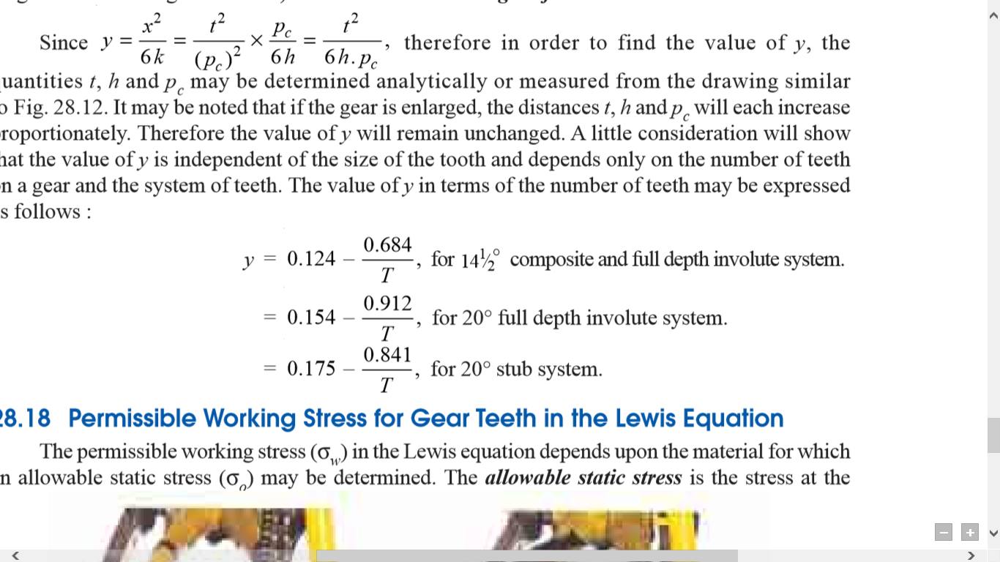 Since y = x²/6k = t²/(p_c)² × p_c/6h = t²/6h.p_c, therefore in order to find the value of y, the
uantities t, h and p_c may be determined analytically or measured from the drawing similar
o Fig. 28.12. It may be noted that if the gear is enlarged, the distances t, h and p_c will each increase
roportionately. Therefore the value of y will remain unchanged. A little consideration will show
hat the value of y is independent of the size of the tooth and depends only on the number of teeth
n a gear and the system of teeth. The value of y in terms of the number of teeth may be expressed
s follows :
y = 0.124 – 0.684/T, for 14½° composite and full depth involute system.
= 0.154 – 0.912/T, for 20° full depth involute system.
= 0.175 – 0.841/T, for 20° stub system.
28.18 Permissible Working Stress for Gear Teeth in the Lewis Equation
The permissible working stress (σ_w) in the Lewis equation depends upon the material for which
n allowable static stress (σ_o) may be determined. The allowable static stress is the stress at the